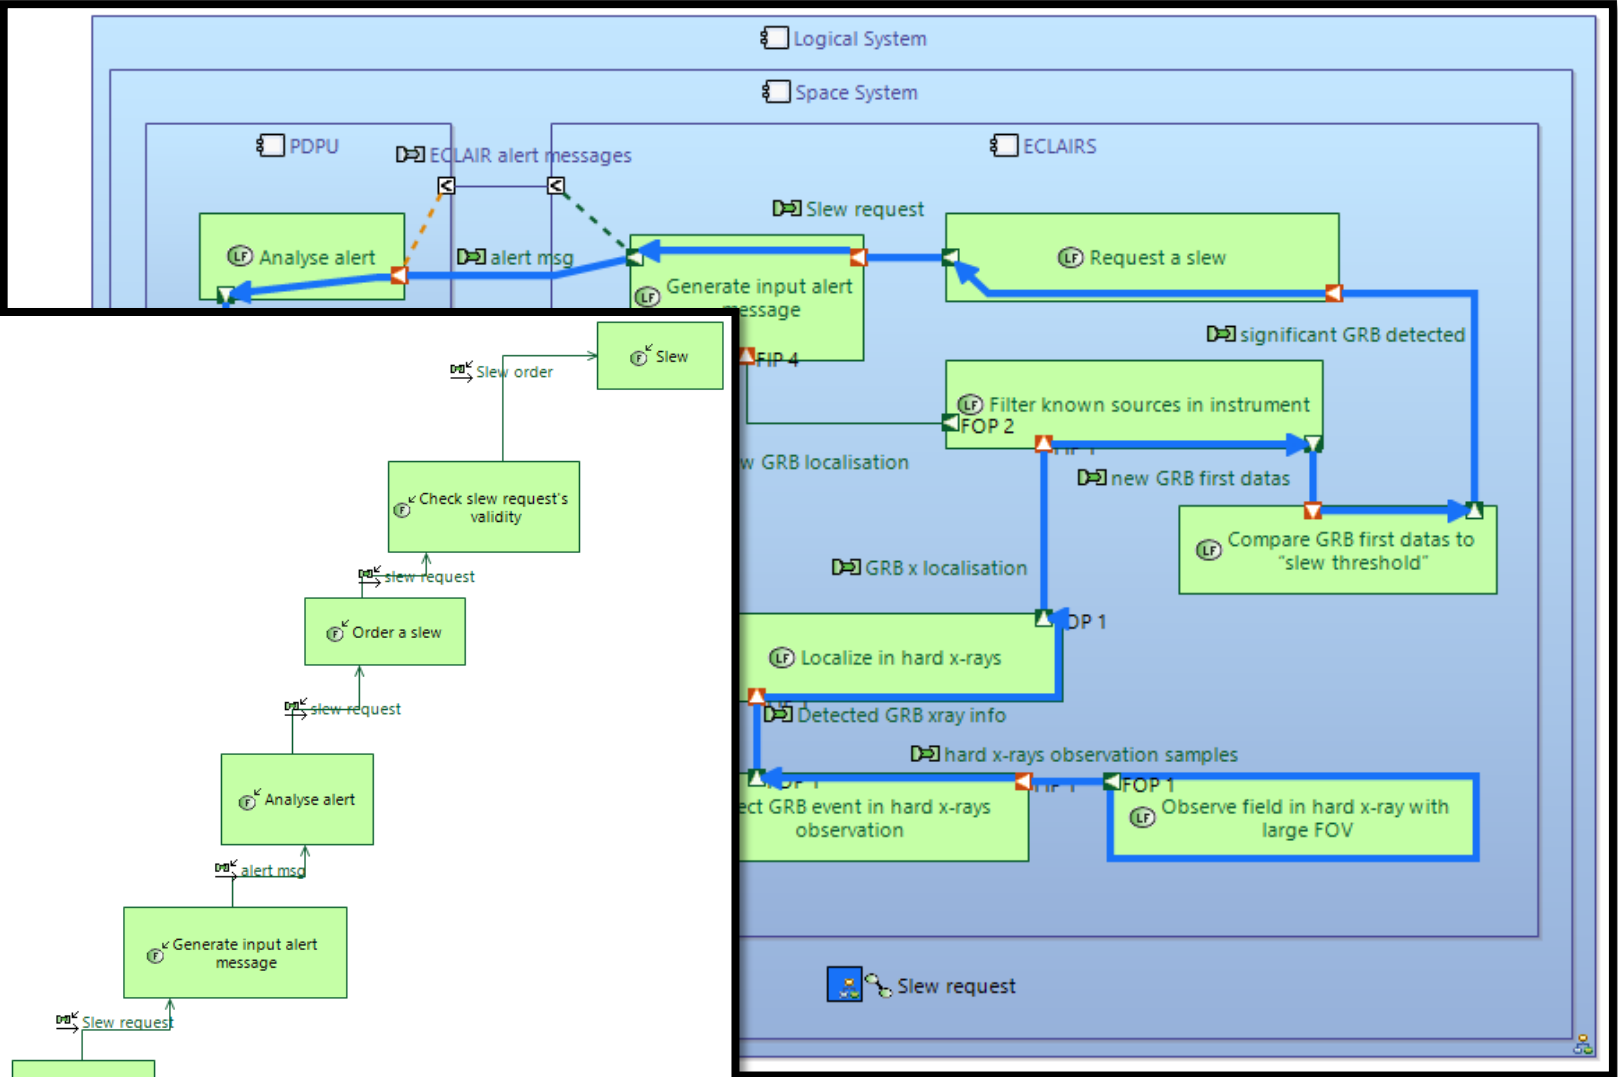 Logical System
Space System
PDPU
ECLAIR alert messages
ECLAIRS
Slew request
Analyse alert
alert msg
Request a slew
Generate input alert
essage
significant GRB detected
FIP 4
Filter known sources in instrument
FOP 2
w GRB localisation
new GRB first datas
Compare GRB first datas to
“slew threshold”
GRB x localisation
OP 1
Localize in hard x-rays
Detected GRB xray info
hard x-rays observation samples
FOP 1
ect GRB event in hard x-rays
observation
Observe field in hard x-ray with
large FOV
Slew request
Slew
Slew order
Check slew request's
validity
slew request
Order a slew
slew request
Analyse alert
alert msg
Generate input alert
message
Slew request